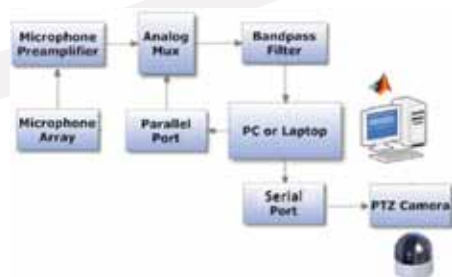 Microphone
Preamplifier
Analog
Mux
Bandpass
Filter
Microphone
Array
Parallel
Port
PC or Laptop
Serial
Port
PTZ Camera